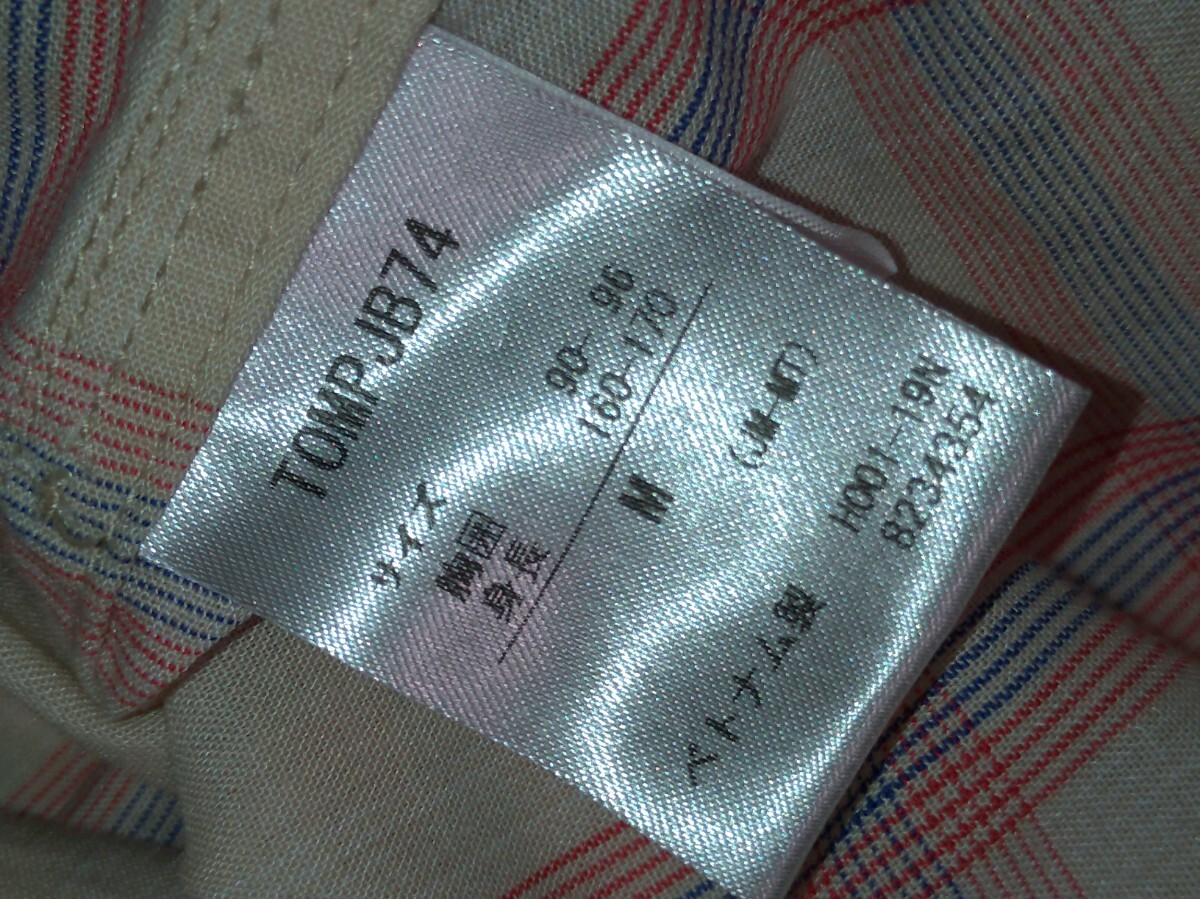 TOMPJB74
サイズ
胸囲 90- 96
身長 160-170
M
(JM-MT)
H001-19N
8234354
ベトナム製